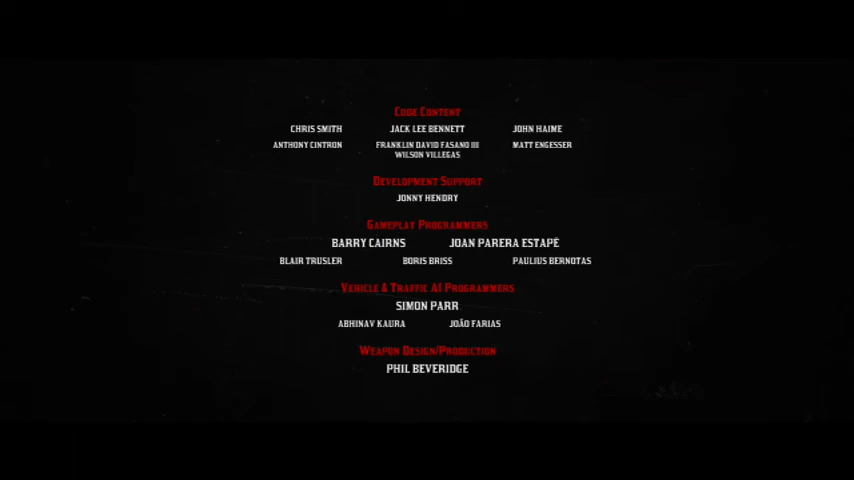 Code Content
CHRIS SMITH JACK LEE BENNETT JOHN HAIME
ANTHONY CINTRON FRANKLIN DAVID FASANO III MATT ENGESSER
WILSON VILLEGAS
Development Support
JONNY HENDRY
Gameplay Programmers
BARRY CAIRNS JOAN PARERA ESTAPÉ
BLAIR TRUSLER BORIS BRISS PAULIUS BERNOTAS
Vehicle & Traffic AI Programmers
SIMON PARR
ABHINAV KAURA JOÃO FARIAS
Weapon Design/Production
PHIL BEVERIDGE